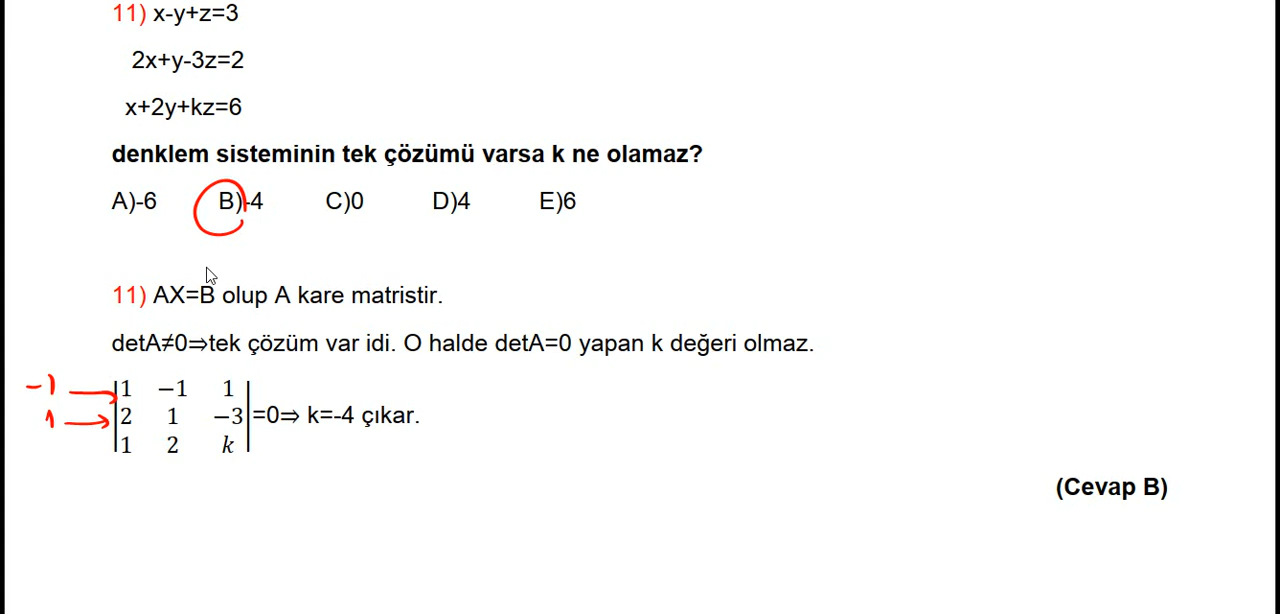 11) x-y+z=3
2x+y-3z=2
x+2y+kz=6
denklem sisteminin tek çözümü varsa k ne olamaz?
A)-6 B)-4 C)0 D)4 E)6
11) AX=B olup A kare matristir.
detA≠0⇒tek çözüm var idi. O halde detA=0 yapan k değeri olmaz.
-1 |1 −1 1|
1 |2 1 −3|=0⇒ k=-4 çıkar.
|1 2 k|
(Cevap B)